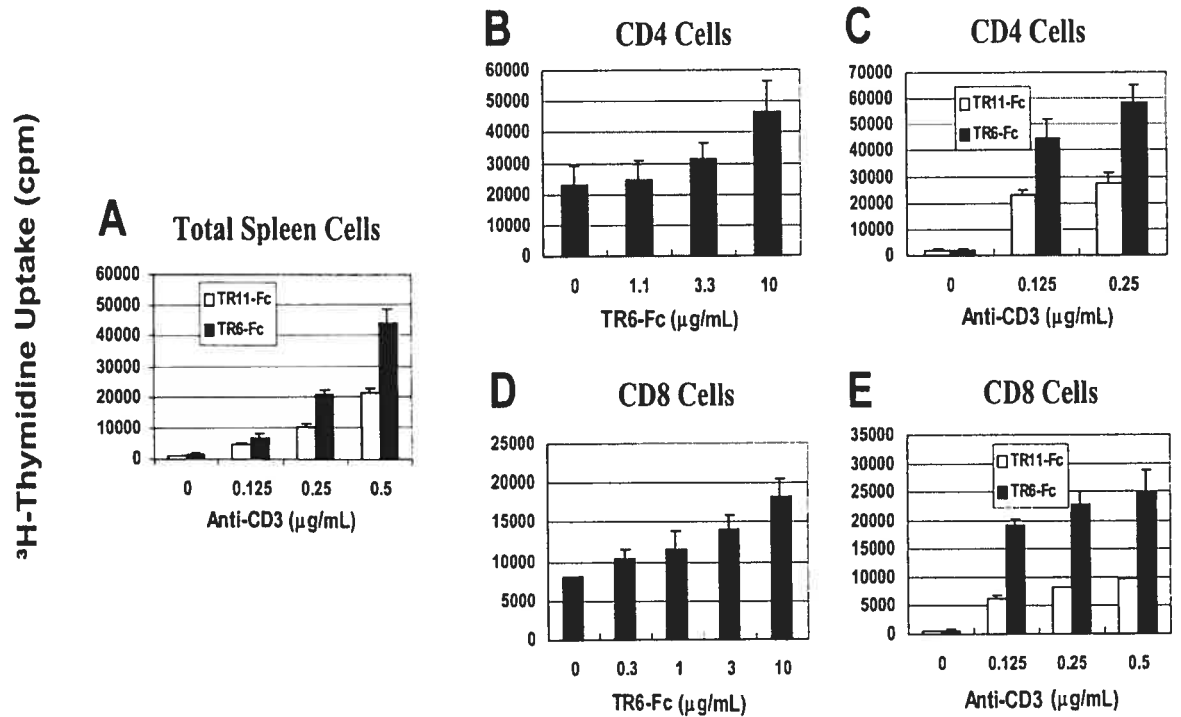 ³H-Thymidine Uptake (cpm)
A
Total Spleen Cells
60000
50000
40000
30000
20000
10000
0
TR11-Fc
TR6-Fc
0 0.125 0.25 0.5
Anti-CD3 (μg/mL)
B
CD4 Cells
60000
50000
40000
30000
20000
10000
0
0 1.1 3.3 10
TR6-Fc (μg/mL)
C
CD4 Cells
70000
60000
50000
40000
30000
20000
10000
0
TR11-Fc
TR6-Fc
0 0.125 0.25
Anti-CD3 (μg/mL)
D
CD8 Cells
25000
20000
15000
10000
5000
0
0 0.3 1 3 10
TR6-Fc (μg/mL)
E
CD8 Cells
35000
30000
25000
20000
15000
10000
5000
0
TR11-Fc
TR6-Fc
0 0.125 0.25 0.5
Anti-CD3 (μg/mL)